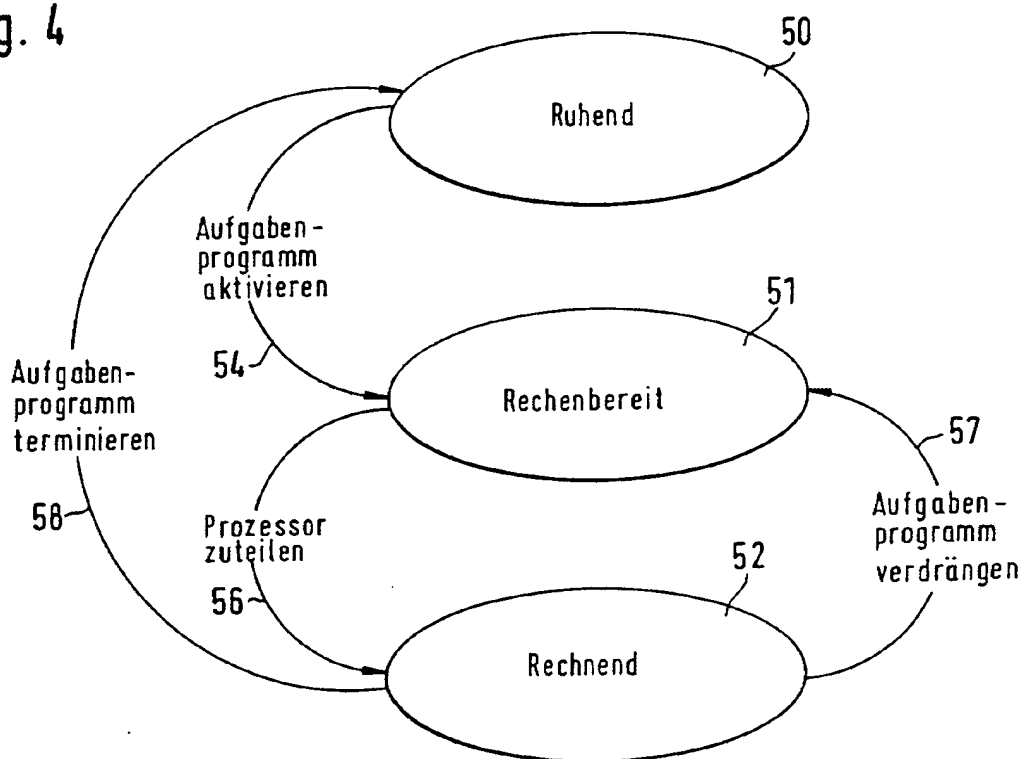 g. 4
50
Ruhend
Aufgaben-
programm
aktivieren
54
51
Rechenbereit
Aufgaben-
programm
terminieren
58
57
Aufgaben-
programm
verdrängen
Prozessor
zuteilen
56
52
Rechnend